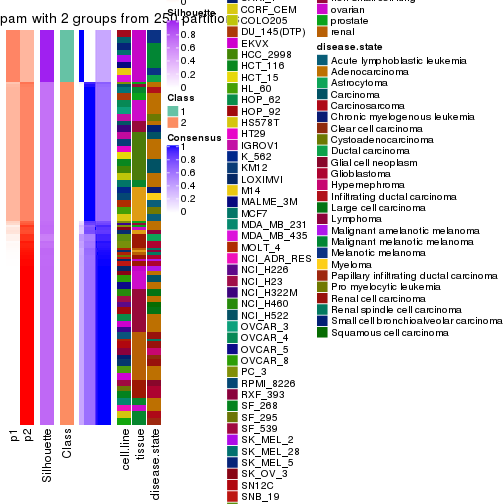 pam with 2 groups from 250 partitions
Silhouette
0.8
0.6
0.4
0.2
0
Class
1
2
Consensus
1
0.8
0.6
0.4
0.2
0
p1
p2
Silhouette
Class
cell.line
tissue
disease.state
CCRF_CEM
COLO205
DU_145(DTP)
EKVX
HCC_2998
HCT_116
HCT_15
HL_60
HOP_62
HOP_92
HS578T
HT29
IGROV1
K_562
KM12
LOXIMVI
M14
MALME_3M
MCF7
MDA_MB_231
MDA_MB_435
MOLT_4
NCI_ADR_RES
NCI_H226
NCI_H23
NCI_H322M
NCI_H460
NCI_H522
OVCAR_3
OVCAR_4
OVCAR_5
OVCAR_8
PC_3
RPMI_8226
RXF_393
SF_268
SF_295
SF_539
SK_MEL_2
SK_MEL_28
SK_MEL_5
SK_OV_3
SN12C
SNB_19
ovarian
prostate
renal
disease.state
Acute lymphoblastic leukemia
Adenocarcinoma
Astrocytoma
Carcinoma
Carcinosarcoma
Chronic myelogenous leukemia
Clear cell carcinoma
Cystoadenocarcinoma
Ductal carcinoma
Glial cell neoplasm
Glioblastoma
Hypernephroma
Infiltrating ductal carcinoma
Large cell carcinoma
Lymphoma
Malignant amelanotic melanoma
Malignant melanotic melanoma
Melanotic melanoma
Myeloma
Papillary infiltrating ductal carcinoma
Pro myelocytic leukemia
Renal cell carcinoma
Renal spindle cell carcinoma
Small cell bronchioalveolar carcinoma
Squamous cell carcinoma